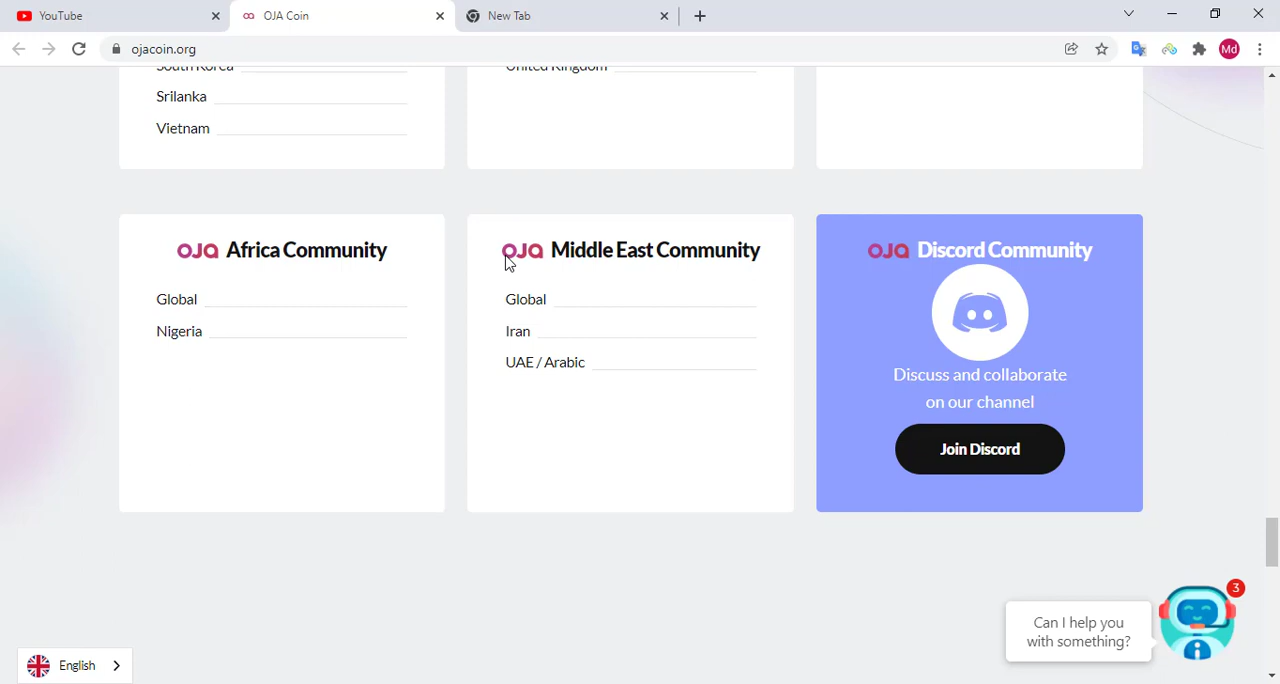 YouTube
OJA Coin
New Tab
ojacoin.org
Md
South Korea
United Kingdom
Srilanka
Vietnam
OJA Africa Community
Global
Nigeria
OJA Middle East Community
Global
Iran
UAE / Arabic
OJA Discord Community
Discuss and collaborate
on our channel
Join Discord
3
Can I help you
with something?
English